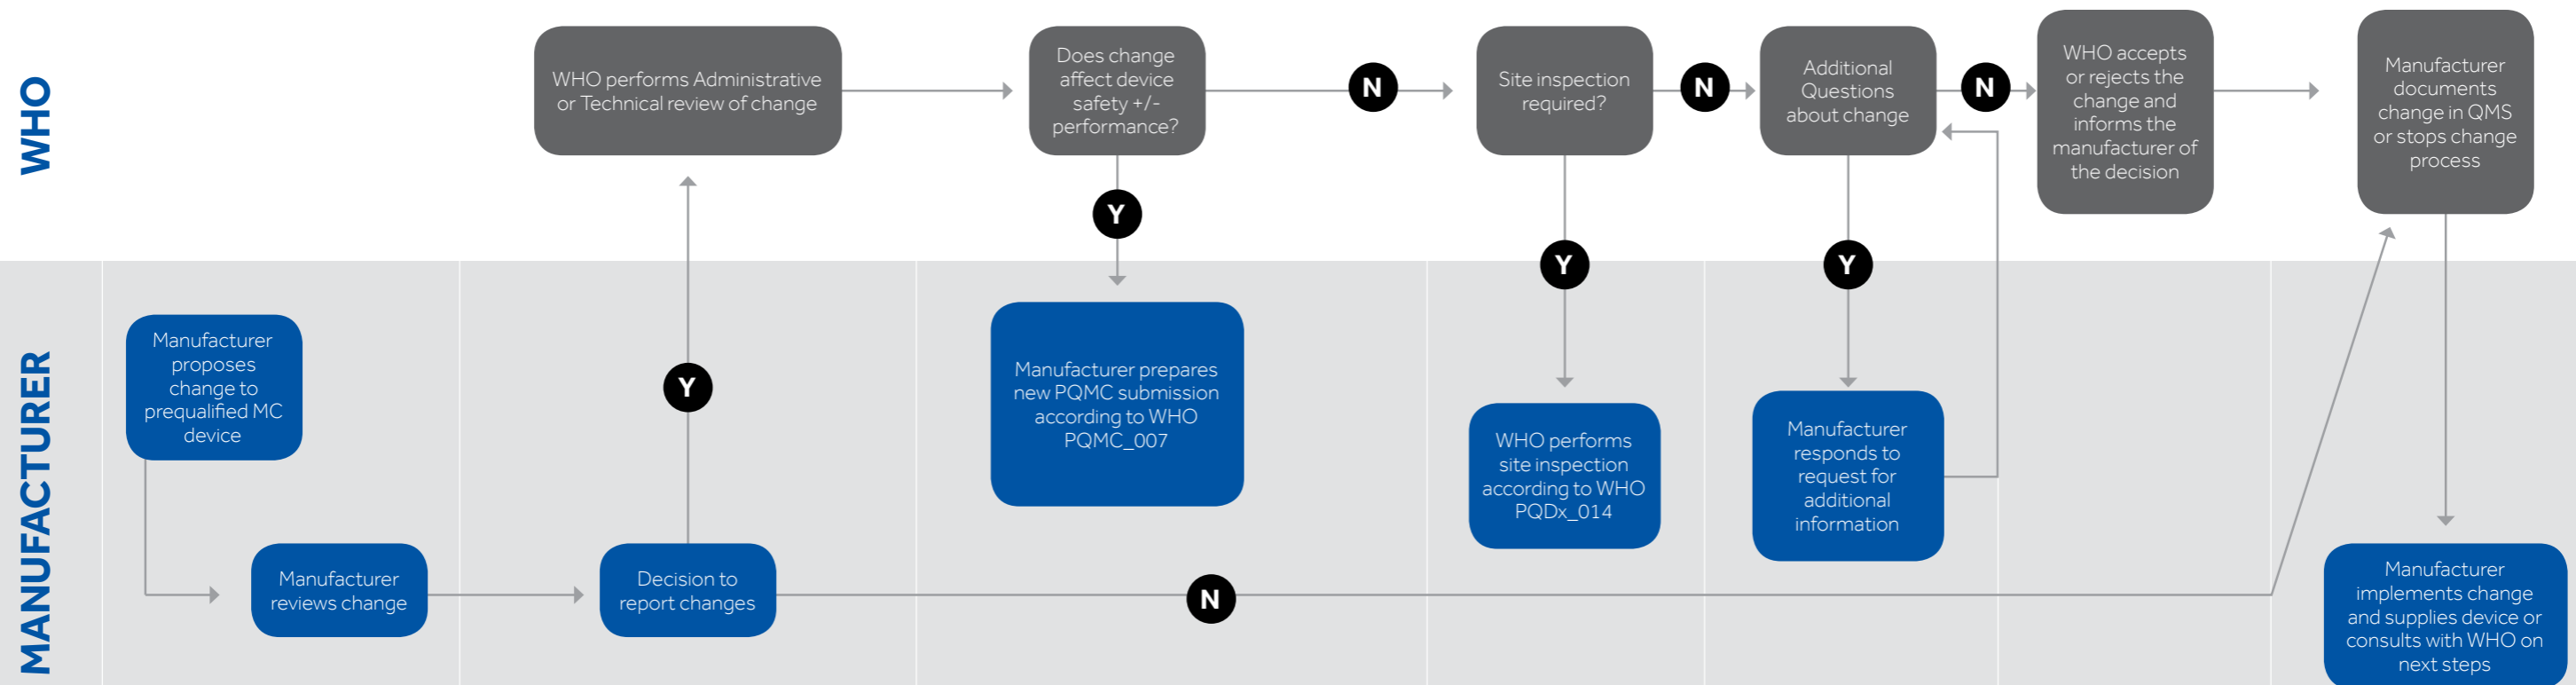 WHO
WHO performs Administrative
or Technical review of change
Does change
affect device
safety +/-
performance?
N
Site inspection
required?
N
Additional
Questions
about change
N
WHO accepts
or rejects the
change and
informs the
manufacturer of
the decision
Manufacturer
documents
change in QMS
or stops change
process
Y
Y
Y
MANUFACTURER
Manufacturer
proposes
change to
prequalified MC
device
Y
Manufacturer prepares
new PQMC submission
according to WHO
PQMC_007
WHO performs
site inspection
according to WHO
PQDx_014
Manufacturer
responds to
request for
additional
information
Manufacturer
reviews change
Decision to
report changes
N
Manufacturer
implements change
and supplies device or
consults with WHO on
next steps